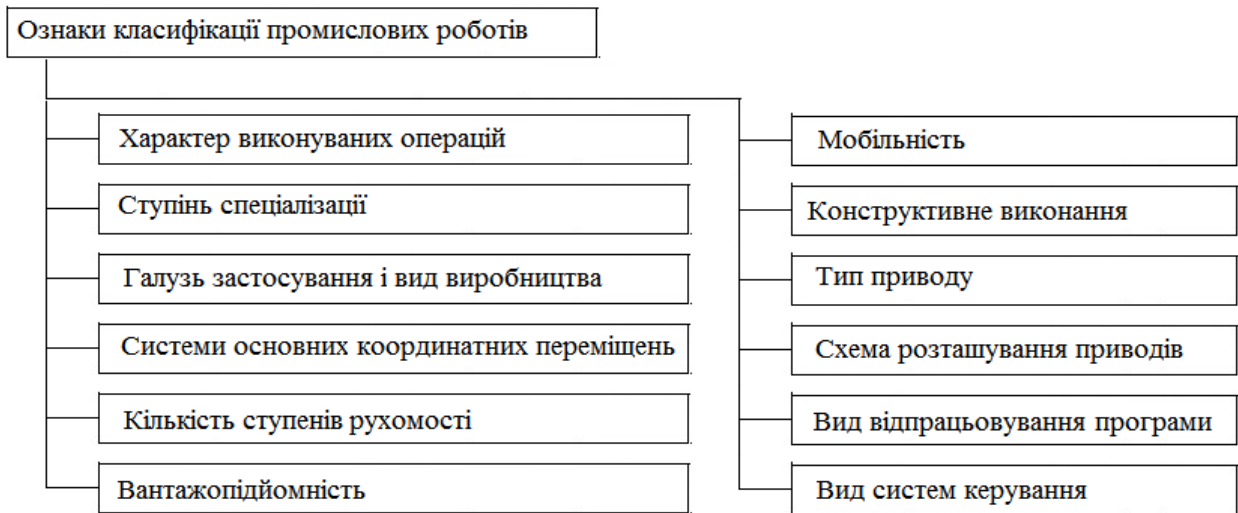 Ознаки класифікації промислових роботів
Характер виконуваних операцій
Ступінь спеціалізації
Галузь застосування і вид виробництва
Системи основних координатних переміщень
Кількість ступенів рухомості
Вантажопідйомність
Мобільність
Конструктивне виконання
Тип приводу
Схема розташування приводів
Вид відпрацьовування програми
Вид систем керування